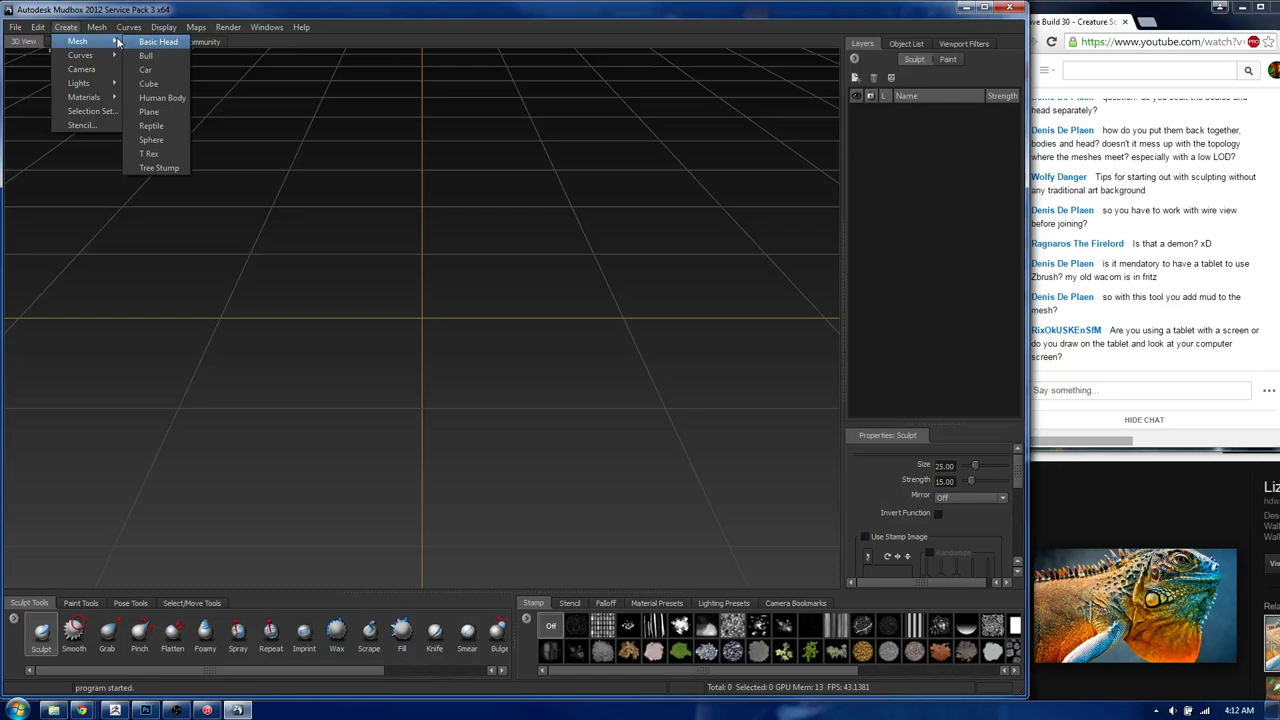 Autodesk Mudbox 2012 Service Pack 3 x64
File Edit Create Mesh Curves Display Maps Render Windows Help
3D View
mmunity
Mesh
Curves
Camera
Lights
Materials
Selection Set...
Stencil...
Basic Head
Bull
Car
Cube
Human Body
Plane
Reptile
Sphere
T Rex
Tree Stump
Layers Object List Viewport Filters
Sculpt Paint
L Name Strength
Properties: Sculpt
Size 25.00
Strength 15.00
Mirror Off
Invert Function
Use Stamp Image
Randomize
Sculpt Tools Paint Tools Pose Tools Select/Move Tools
Sculpt Smooth Grab Pinch Flatten Foamy Spray Repeat Imprint Wax Scrape Fill Knife Smear Bulge
Stamp Stencil Falloff Material Presets Lighting Presets Camera Bookmarks
Off
program started.
Total: 0 Selected: 0 GPU Mem: 13 FPS: 43.1381
ve Build 30 - Creature Sc
https://www.youtube.com/watch?v=
head separately?
Denis De Plaen how do you put them back together,
bodies and head? doesn't it mess up with the topology
where the meshes meet? especially with a low LOD?
Wolfy Danger Tips for starting out with sculpting without
any traditional art background
Denis De Plaen so you have to work with wire view
before joining?
Ragnaros The Firelord Is that a demon? xD
Denis De Plaen is it mendatory to have a tablet to use
Zbrush? my old wacom is in fritz
Denis De Plaen so with this tool you add mud to the
mesh?
RixOkUSKEnSfM Are you using a tablet with a screen or
do you draw on the tablet and look at your computer
screen?
Say something...
HIDE CHAT
Liz
hdw
Des
Wall
Wall
Vis
Rela
4:12 AM